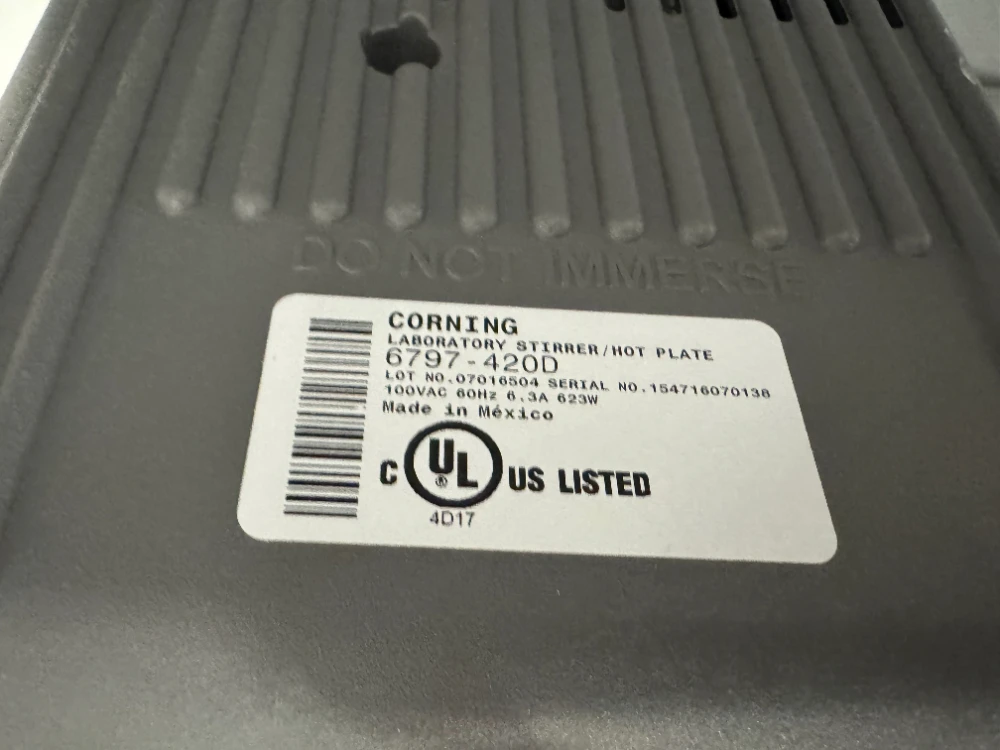 DO NOT IMMERSE
CORNING
LABORATORY STIRRER/HOT PLATE
6797-420D
LOT NO.07016504 SERIAL NO.154716070138
100VAC 60Hz 6.3A 623W
Made in México
C UL® US LISTED
4D17